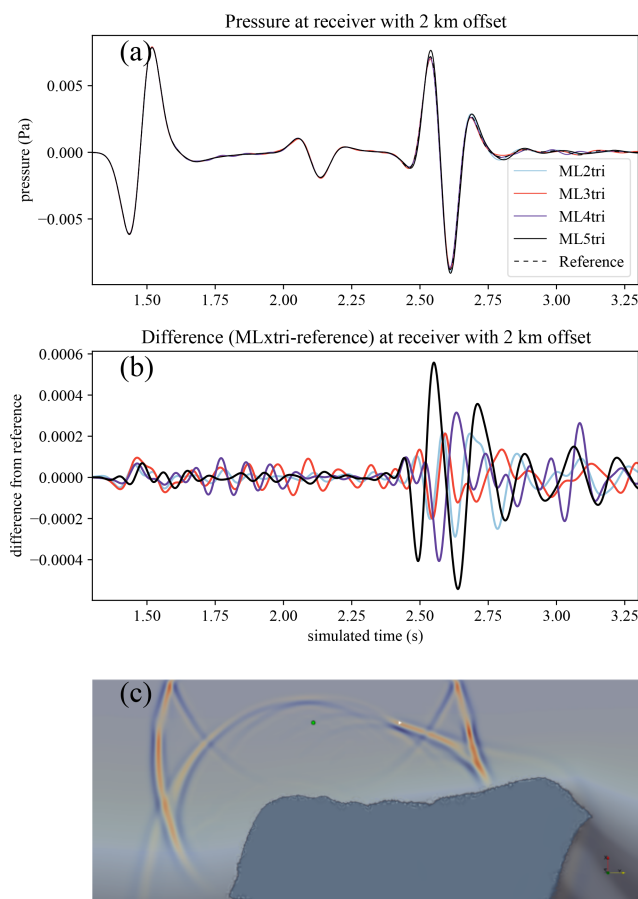 Pressure at receiver with 2 km offset
(a)
0.005
0.000
−0.005
pressure (Pa)
ML2tri
ML3tri
ML4tri
ML5tri
Reference
1.50 1.75 2.00 2.25 2.50 2.75 3.00 3.25
Difference (MLxtri-reference) at receiver with 2 km offset
(b)
0.0006
0.0004
0.0002
0.0000
−0.0002
−0.0004
difference from reference
1.50 1.75 2.00 2.25 2.50 2.75 3.00 3.25
simulated time (s)
(c)